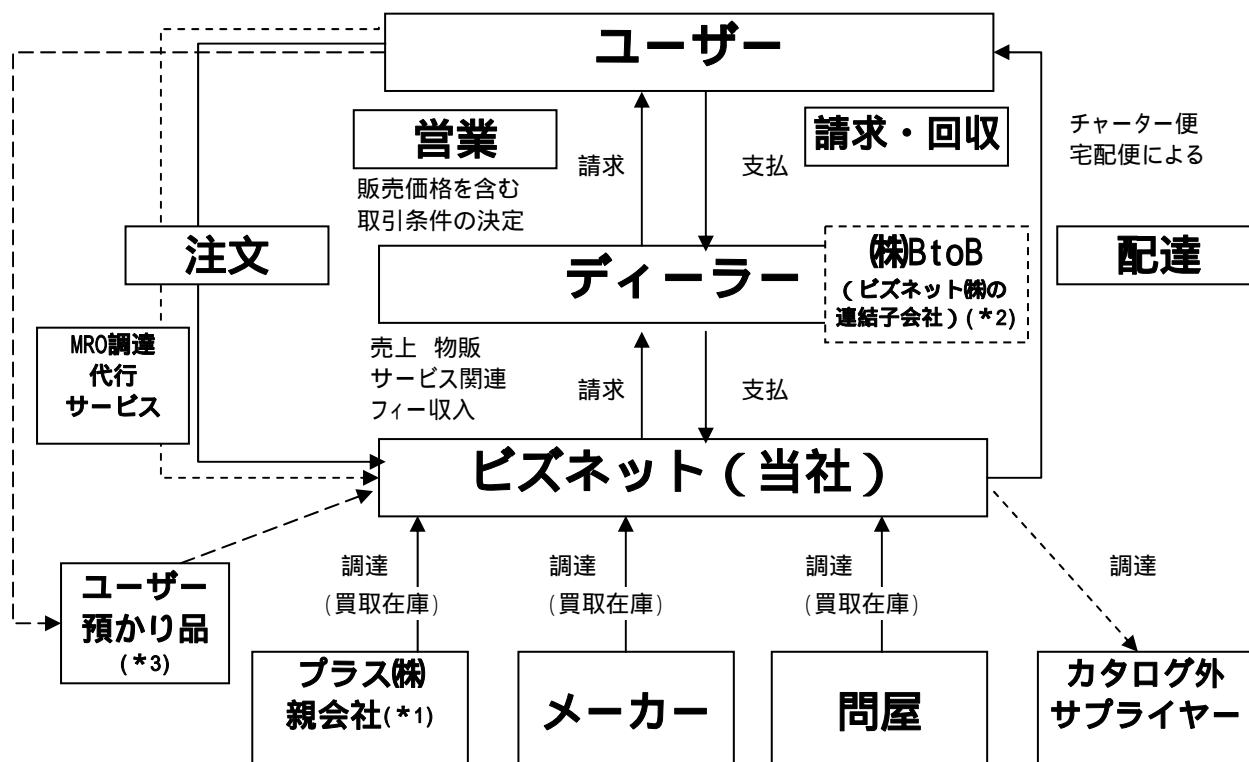 ユーザー
営業
請求・回収
チャーター便
宅配便による
請求
支払
販売価格を含む
取引条件の決定
注文
ディーラー
㈱BtoB
(ビズネット㈱の
連結子会社)(*2)
配達
MRO調達
代行
サービス
売上 物販
サービス関連
フィー収入
請求
支払
ビズネット(当社)
調達
(買取在庫)
調達
(買取在庫)
調達
(買取在庫)
調達
ユーザー
預かり品
(*3)
プラス㈱
親会社(*1)
メーカー
問屋
カタログ外
サプライヤー